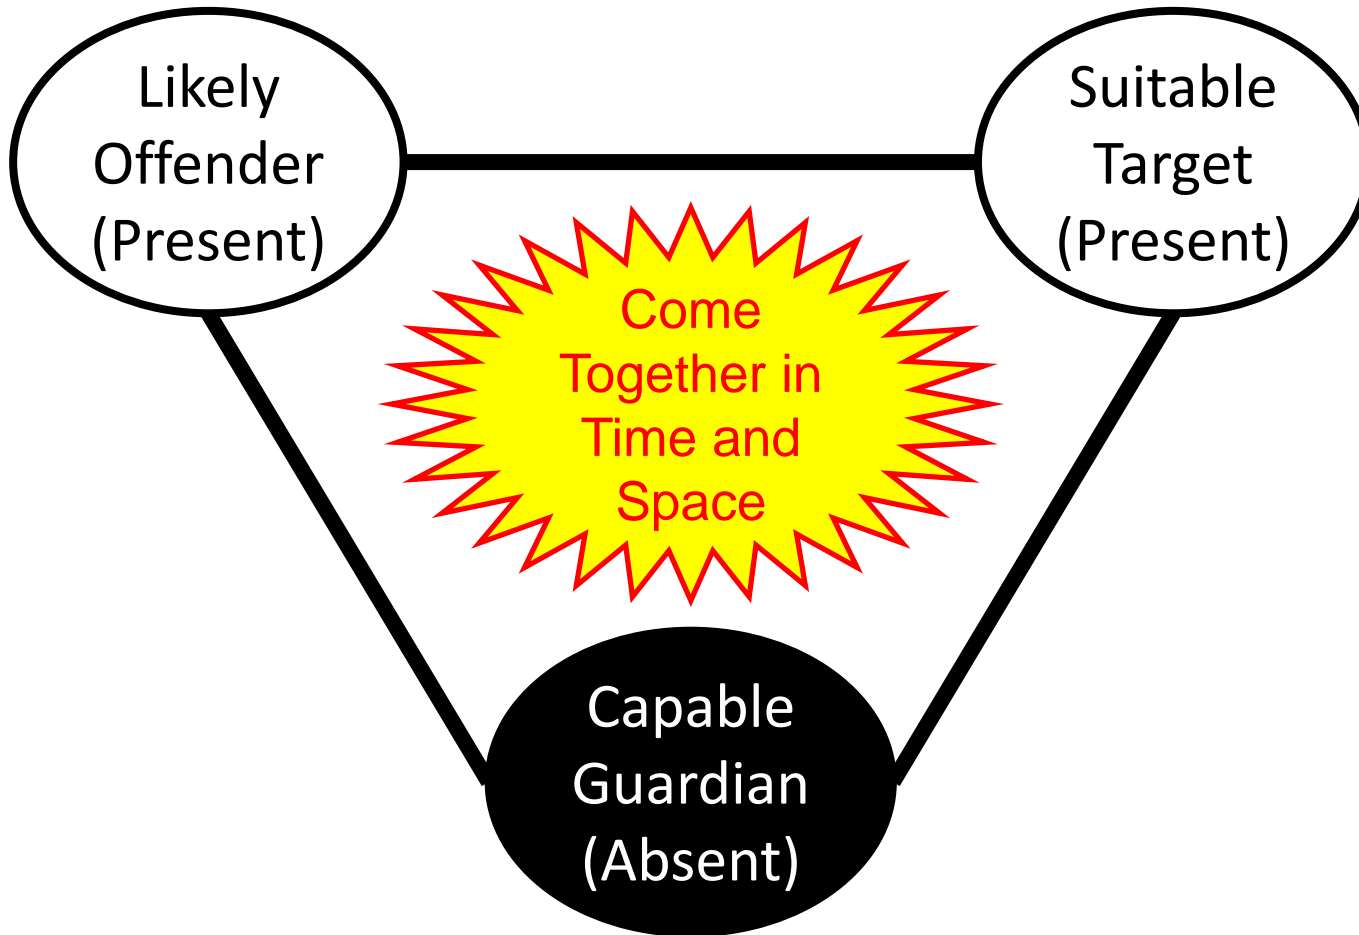 Likely
Offender
(Present)
Suitable
Target
(Present)
Come
Together in
Time and
Space
Capable
Guardian
(Absent)